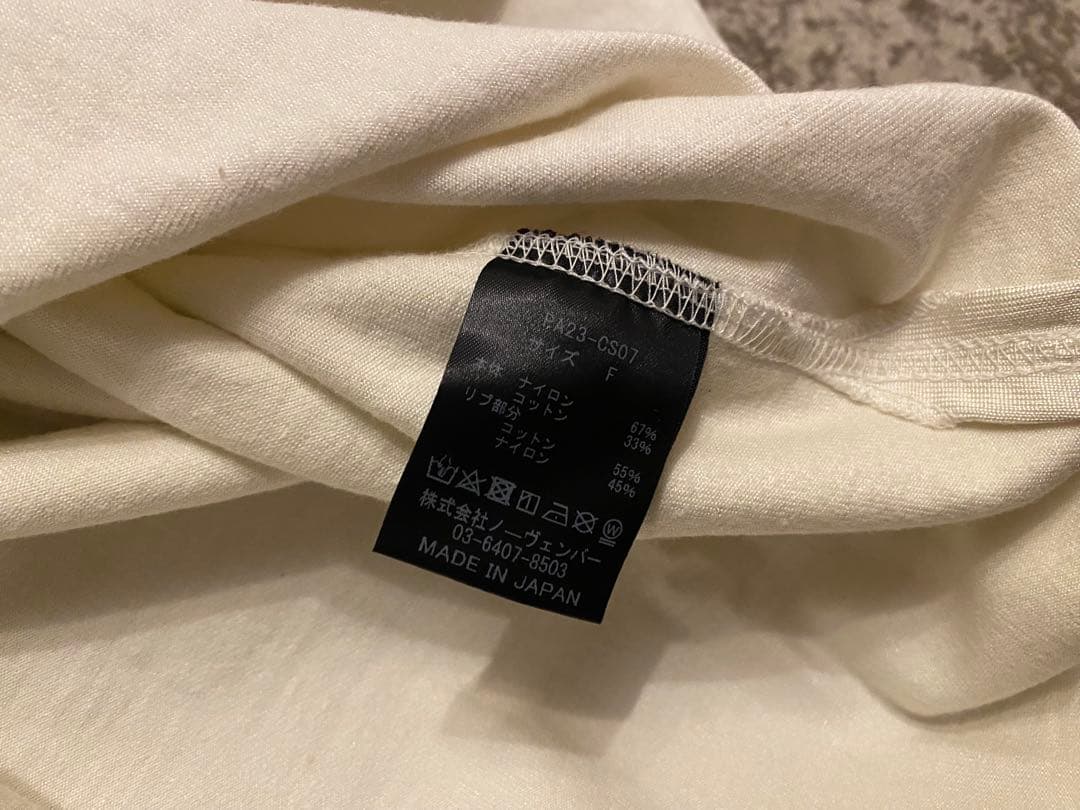 PA23-CS07
サイズ F
本体 ナイロン 67%
コットン 33%
リブ部分
コットン 55%
ナイロン 45%
株式会社ノーヴェンバー
03-6407-8503
MADE IN JAPAN